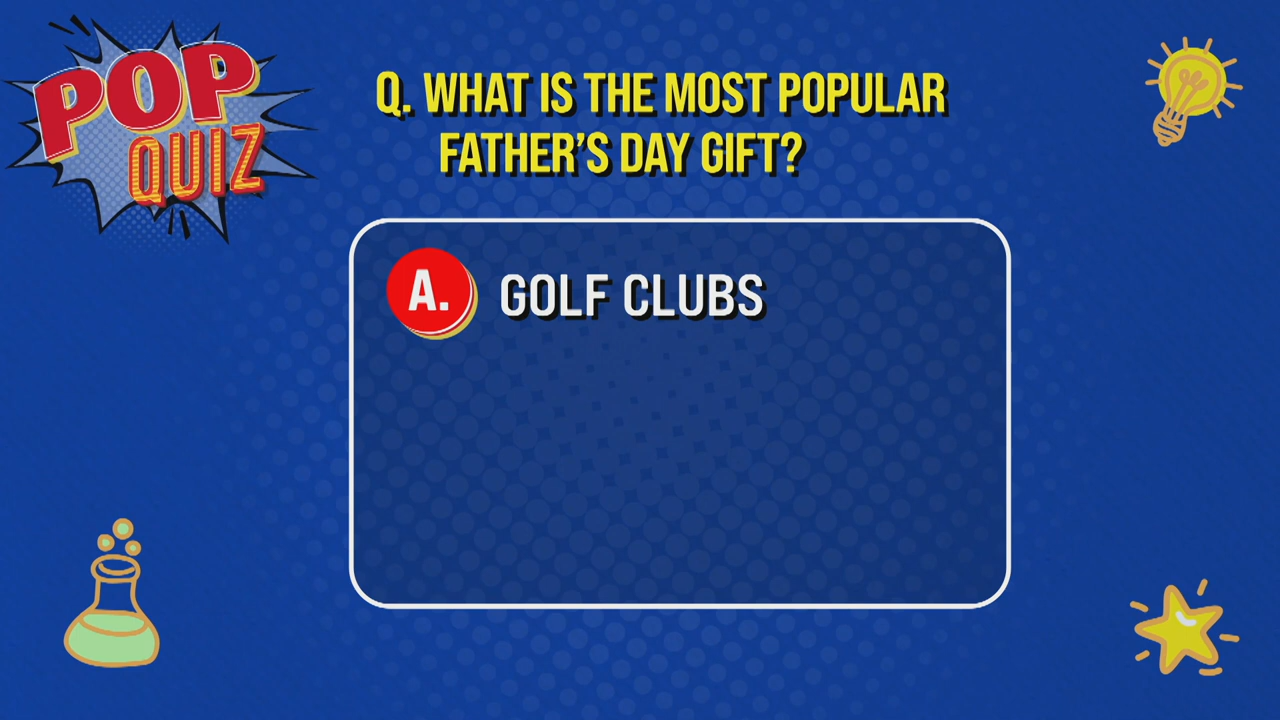 POP
QUIZ
Q. WHAT IS THE MOST POPULAR
FATHER'S DAY GIFT?
A. GOLF CLUBS